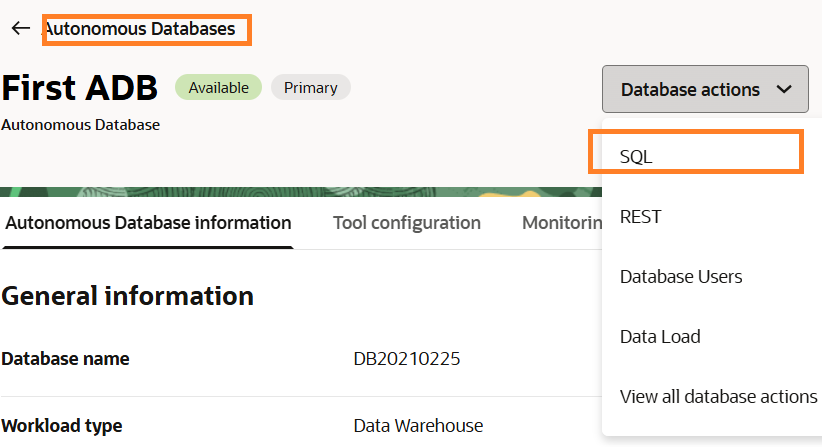 Autonomous Databases
First ADB
Available
Primary
Database actions
Autonomous Database
SQL
REST
Database Users
Data Load
View all database actions
Autonomous Database information
Tool configuration
Monitorin
General information
Database name
DB20210225
Workload type
Data Warehouse